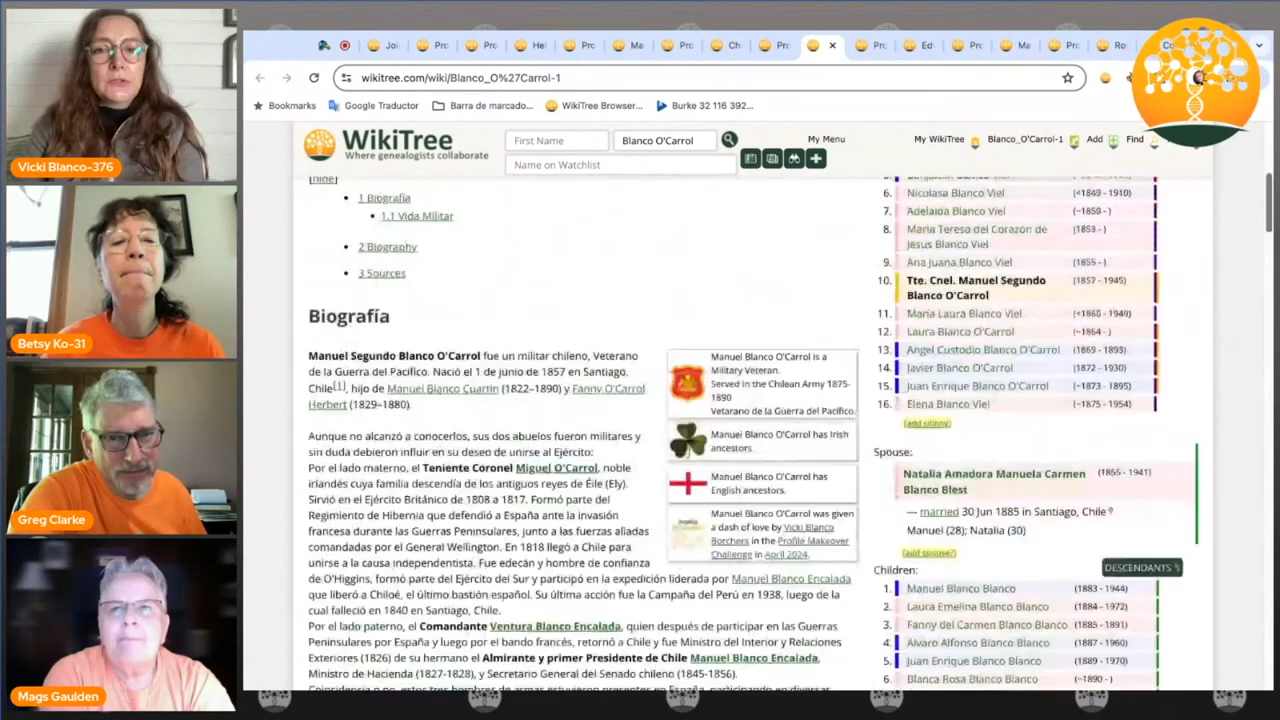 Vicki Blanco-376
Betsy Ko-31
Greg Clarke
Mags Gaulden
wikitree.com/wiki/Blanco_O%27Carrol-1
Bookmarks
Google Traductor
Barra de marcado...
WikiTree Browser...
Burke 32 116 392...
WikiTree
Where genealogists collaborate
First Name
Blanco O'Carrol
Name on Watchlist
My Menu
My WikiTree
Blanco_O'Carrol-1
Add
Find
[hide]
1 Biografía
1.1 Vida Militar
2 Biography
3 Sources
Biografía
Manuel Segundo Blanco O'Carrol fue un militar chileno, Veterano
de la Guerra del Pacífico. Nació el 1 de junio de 1857 en Santiago,
Chile[1], hijo de Manuel Blanco Cuartin (1822–1890) y Fanny O'Carrol
Herbert (1829–1880).
Aunque no alcanzó a conocerlos, sus dos abuelos fueron militares y
sin duda debieron influir en su deseo de unirse al Ejército:
Por el lado materno, el Teniente Coronel Miguel O'Carrol, noble
irlandés cuya familia descendía de los antiguos reyes de Éile (Ely).
Sirvió en el Ejército Británico de 1808 a 1817. Formó parte del
Regimiento de Hibernia que defendió a España ante la invasión
francesa durante las Guerras Peninsulares, junto a las fuerzas aliadas
comandadas por el General Wellington. En 1818 llegó a Chile para
unirse a la causa independentista. Fue edecán y hombre de confianza
de O'Higgins, formó parte del Ejército del Sur y participó en la expedición liderada por Manuel Blanco Encalada
que liberó a Chiloé, el último bastión español. Su última acción fue la Campaña del Perú en 1938, luego de la
cual falleció en 1840 en Santiago, Chile.
Por el lado paterno, el Comandante Ventura Blanco Encalada, quien después de participar en las Guerras
Peninsulares por España y luego por el bando francés, retornó a Chile y fue Ministro del Interior y Relaciones
Exteriores (1826) de su hermano el Almirante y primer Presidente de Chile Manuel Blanco Encalada,
Ministro de Hacienda (1827-1828), y Secretario General del Senado chileno (1845-1856).
Manuel Blanco O'Carrol is a
Military Veteran.
Served in the Chilean Army 1875-
1890
Vetarano de la Guerra del Pacífico.
Manuel Blanco O'Carrol has Irish
ancestors.
Manuel Blanco O'Carrol has
English ancestors.
Manuel Blanco O'Carrol was given
a dash of love by Vicki Blanco
Borchers in the Profile Makeover
Challenge in April 2024.
6. Nicolasa Blanco Viel (<1849 - 1910)
7. Adelaida Blanco Viel (~1850 - )
8. Maria Teresa del Corazon de (1853 - )
Jesus Blanco Viel
9. Ana Juana Blanco Viel (1855 - )
10. Tte. Cnel. Manuel Segundo (1857 - 1945)
Blanco O'Carrol
11. Maria Laura Blanco Viel (<1860 - 1949)
12. Laura Blanco O'Carrol (~1864 - )
13. Angel Custodio Blanco O'Carrol (1869 - 1893)
14. Javier Blanco O'Carrol (1872 - 1930)
15. Juan Enrique Blanco O'Carrol (~1873 - 1895)
16. Elena Blanco Viel (~1875 - 1954)
[add sibling]
Spouse:
Natalia Amadora Manuela Carmen (1855 - 1941)
Blanco Blest
— married 30 Jun 1885 in Santiago, Chile
Manuel (28); Natalia (30)
[add spouse?]
DESCENDANTS
Children:
1. Manuel Blanco Blanco (1883 - 1944)
2. Laura Emelina Blanco Blanco (1884 - 1972)
3. Fanny del Carmen Blanco Blanco (1885 - 1891)
4. Alvaro Alfonso Blanco Blanco (1887 - 1960)
5. Juan Enrique Blanco Blanco (1889 - 1970)
6. Blanca Rosa Blanco Blanco (~1890 - )